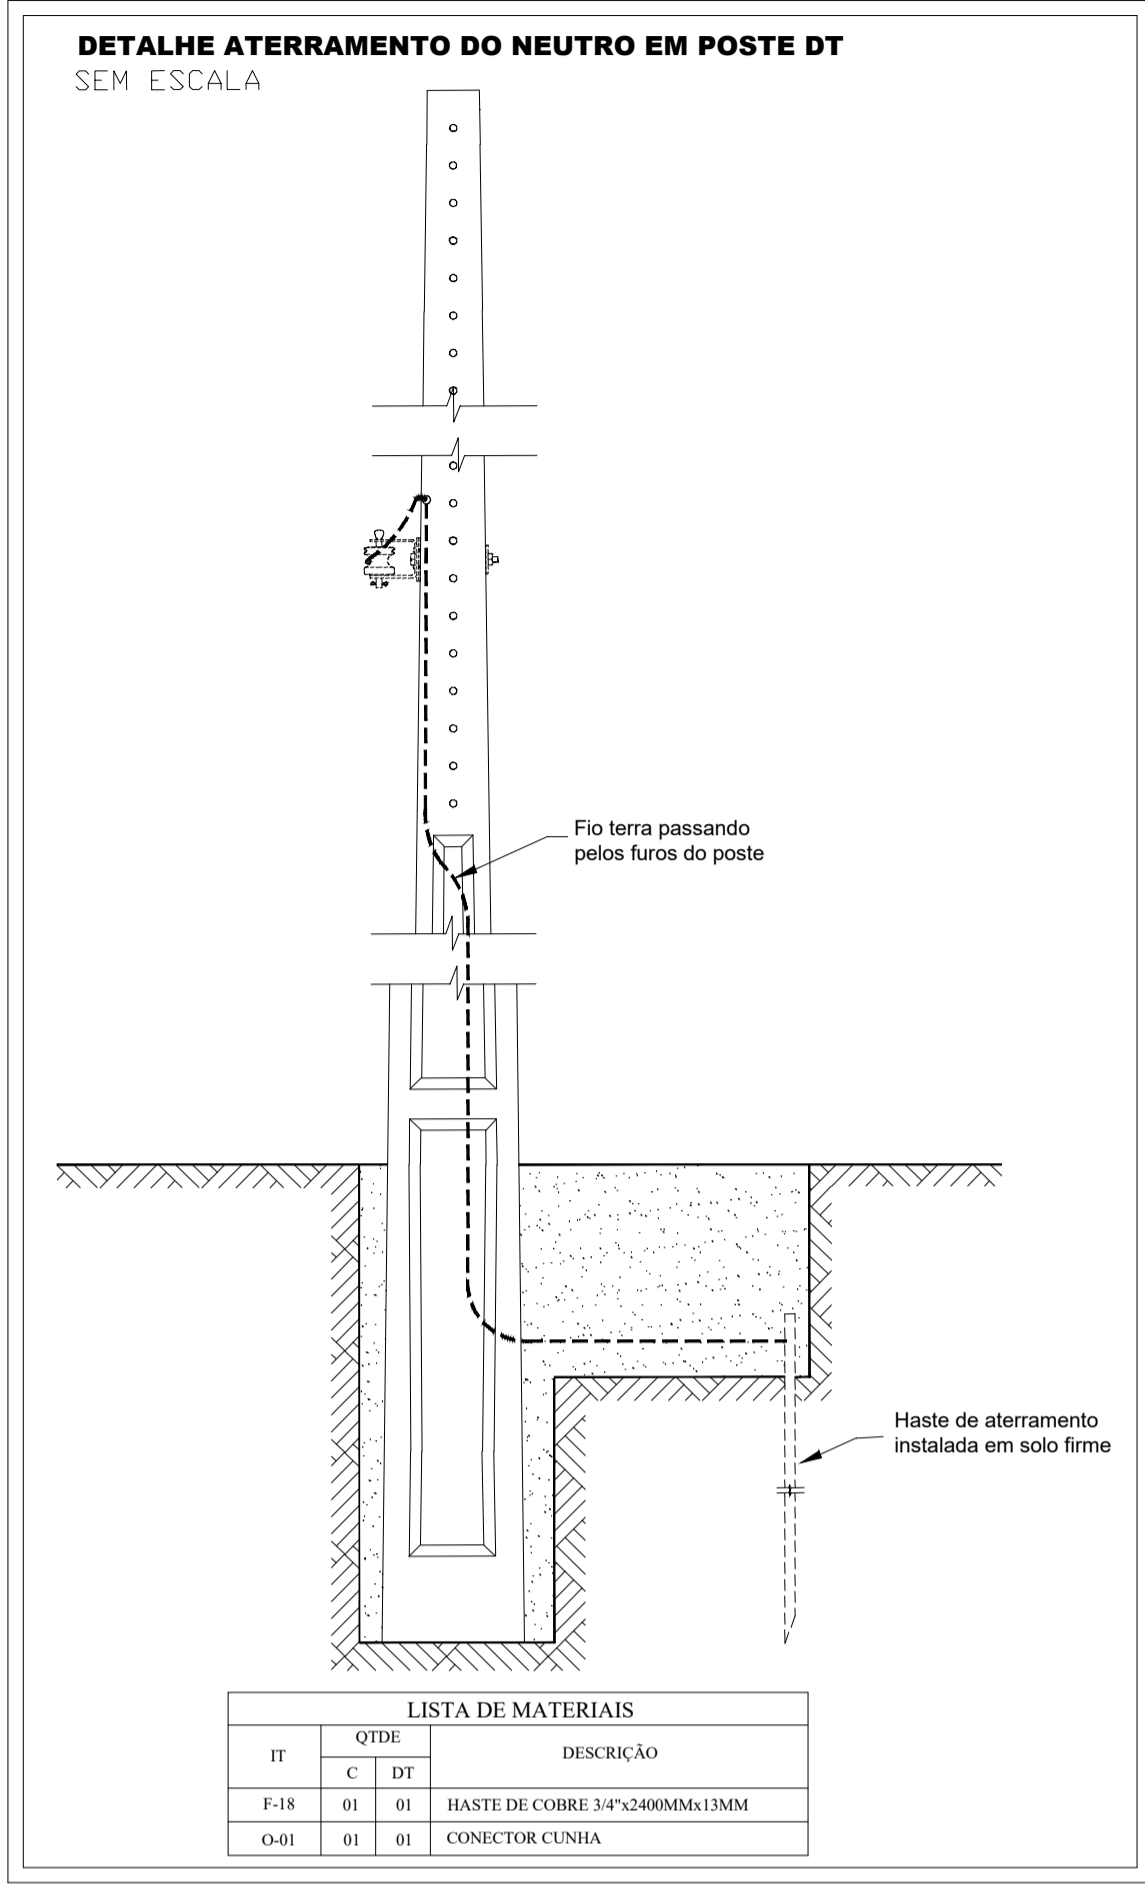 DETALHE ATERRAMENTO DO NEUTRO EM POSTE DT
SEM ESCALA
Fio terra passando
pelos furos do poste
Haste de aterramento
instalada em solo firme
LISTA DE MATERIAIS
IT
QTDE
DESCRIÇÃO
C
DT
F-18
01
01
HASTE DE COBRE 3/4"x2400MMx13MM
O-01
01
01
CONECTOR CUNHA